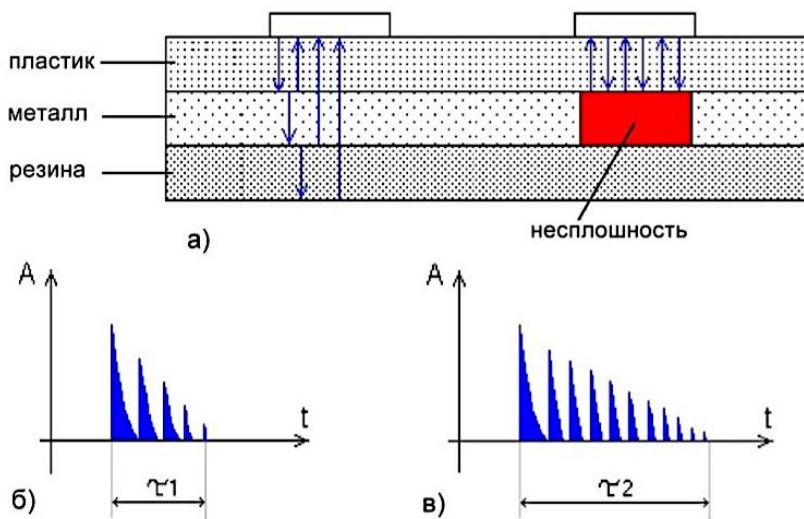 пластик
металл
резина
а)
несплошность
A
t
б)
τ1
A
t
в)
τ2